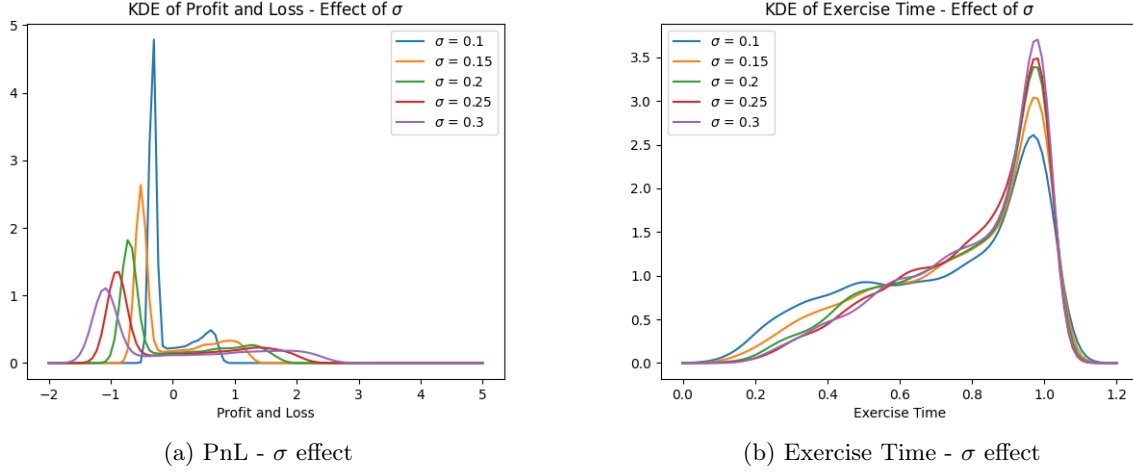 KDE of Profit and Loss - Effect of σ
5
4
3
2
1
0
σ = 0.1
σ = 0.15
σ = 0.2
σ = 0.25
σ = 0.3
−2 −1 0 1 2 3 4 5
Profit and Loss
(a) PnL - σ effect
KDE of Exercise Time - Effect of σ
3.5
3.0
2.5
2.0
1.5
1.0
0.5
0.0
σ = 0.1
σ = 0.15
σ = 0.2
σ = 0.25
σ = 0.3
0.0 0.2 0.4 0.6 0.8 1.0 1.2
Exercise Time
(b) Exercise Time - σ effect